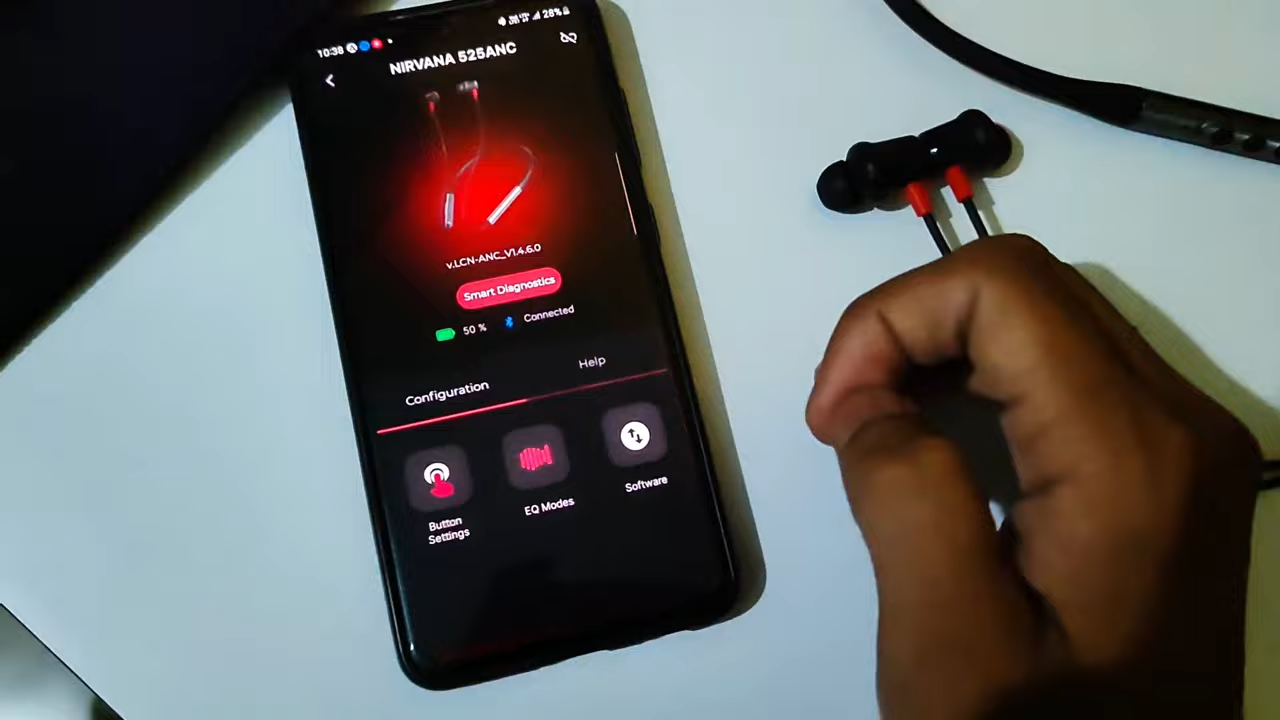 10:38
28%
NIRVANA 525ANC
v.LCN-ANC_V1.4.6.0
Smart Diagnostics
50 %
Connected
Configuration
Help
Button
Settings
EQ Modes
Software